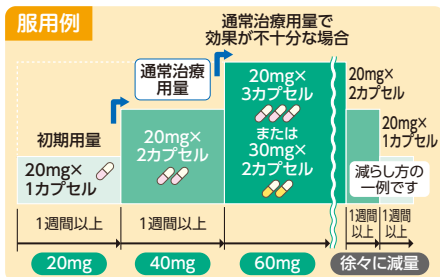 服用例
通常治療用量で
効果が不十分な場合
通常治療
用量
初期用量
20mg×
1カプセル
20mg×
2カプセル
20mg×
3カプセル
または
30mg×
2カプセル
20mg×
2カプセル
20mg×
1カプセル
減らし方の
一例です
1週間以上
1週間以上
1週間
以上
1週間
以上
20mg
40mg
60mg
徐々に減量